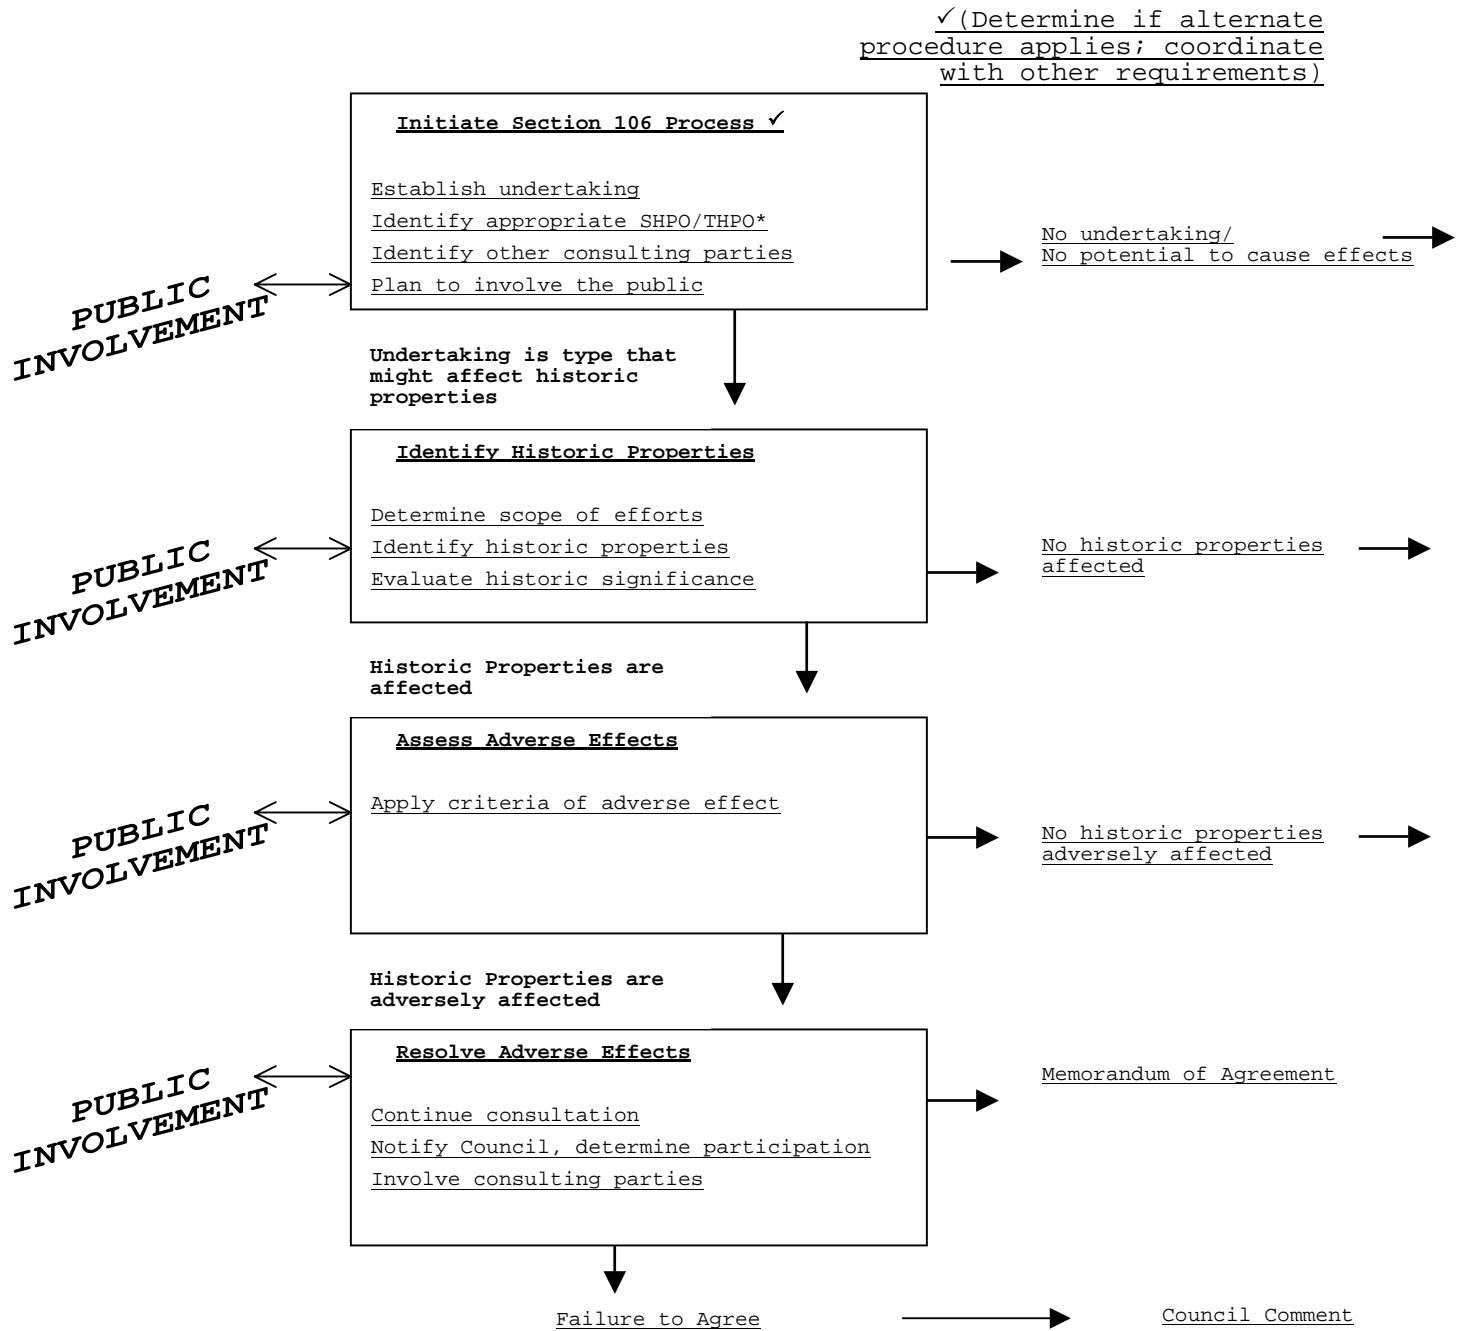 ✓(Determine if alternate
procedure applies; coordinate
with other requirements)
Initiate Section 106 Process ✓
Establish undertaking
Identify appropriate SHPO/THPO*
Identify other consulting parties
Plan to involve the public
No undertaking/
No potential to cause effects
PUBLIC
INVOLVEMENT
Undertaking is type that
might affect historic
properties
Identify Historic Properties
Determine scope of efforts
Identify historic properties
Evaluate historic significance
No historic properties
affected
PUBLIC
INVOLVEMENT
Historic Properties are
affected
Assess Adverse Effects
Apply criteria of adverse effect
No historic properties
adversely affected
PUBLIC
INVOLVEMENT
Historic Properties are
adversely affected
Resolve Adverse Effects
Continue consultation
Notify Council, determine participation
Involve consulting parties
Memorandum of Agreement
PUBLIC
INVOLVEMENT
Failure to Agree
Council Comment